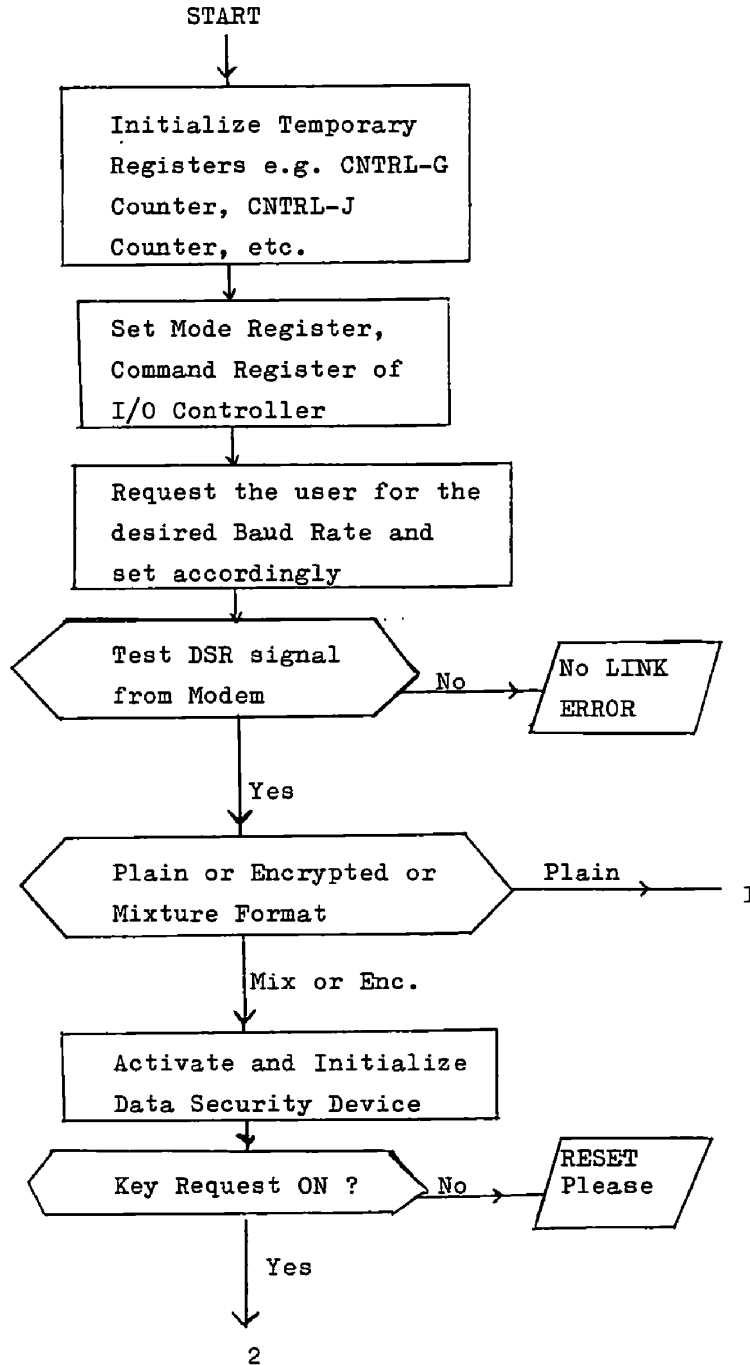 START
Initialize Temporary
Registers e.g. CNTRL-G
Counter, CNTRL-J
Counter, etc.
Set Mode Register,
Command Register of
I/O Controller
Request the user for the
desired Baud Rate and
set accordingly
Test DSR signal
from Modem
No
No LINK
ERROR
Yes
Plain or Encrypted or
Mixture Format
Plain
1
Mix or Enc.
Activate and Initialize
Data Security Device
Key Request ON ?
No
RESET
Please
Yes
2